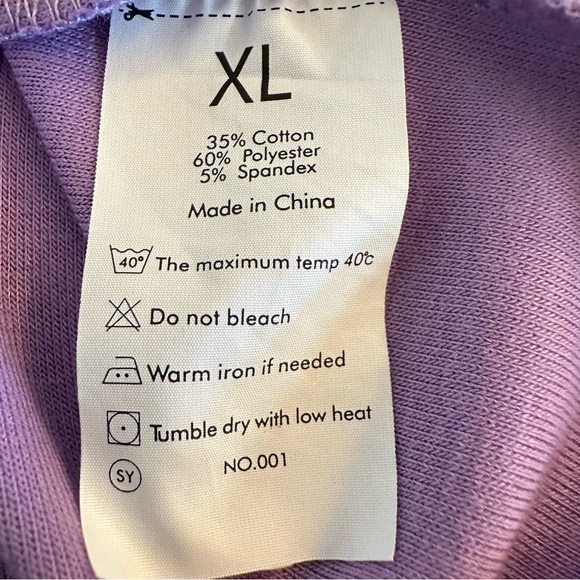 XL
35% Cotton
60% Polyester
5% Spandex
Made in China
40° The maximum temp 40℃
Do not bleach
Warm iron if needed
Tumble dry with low heat
SY NO.001